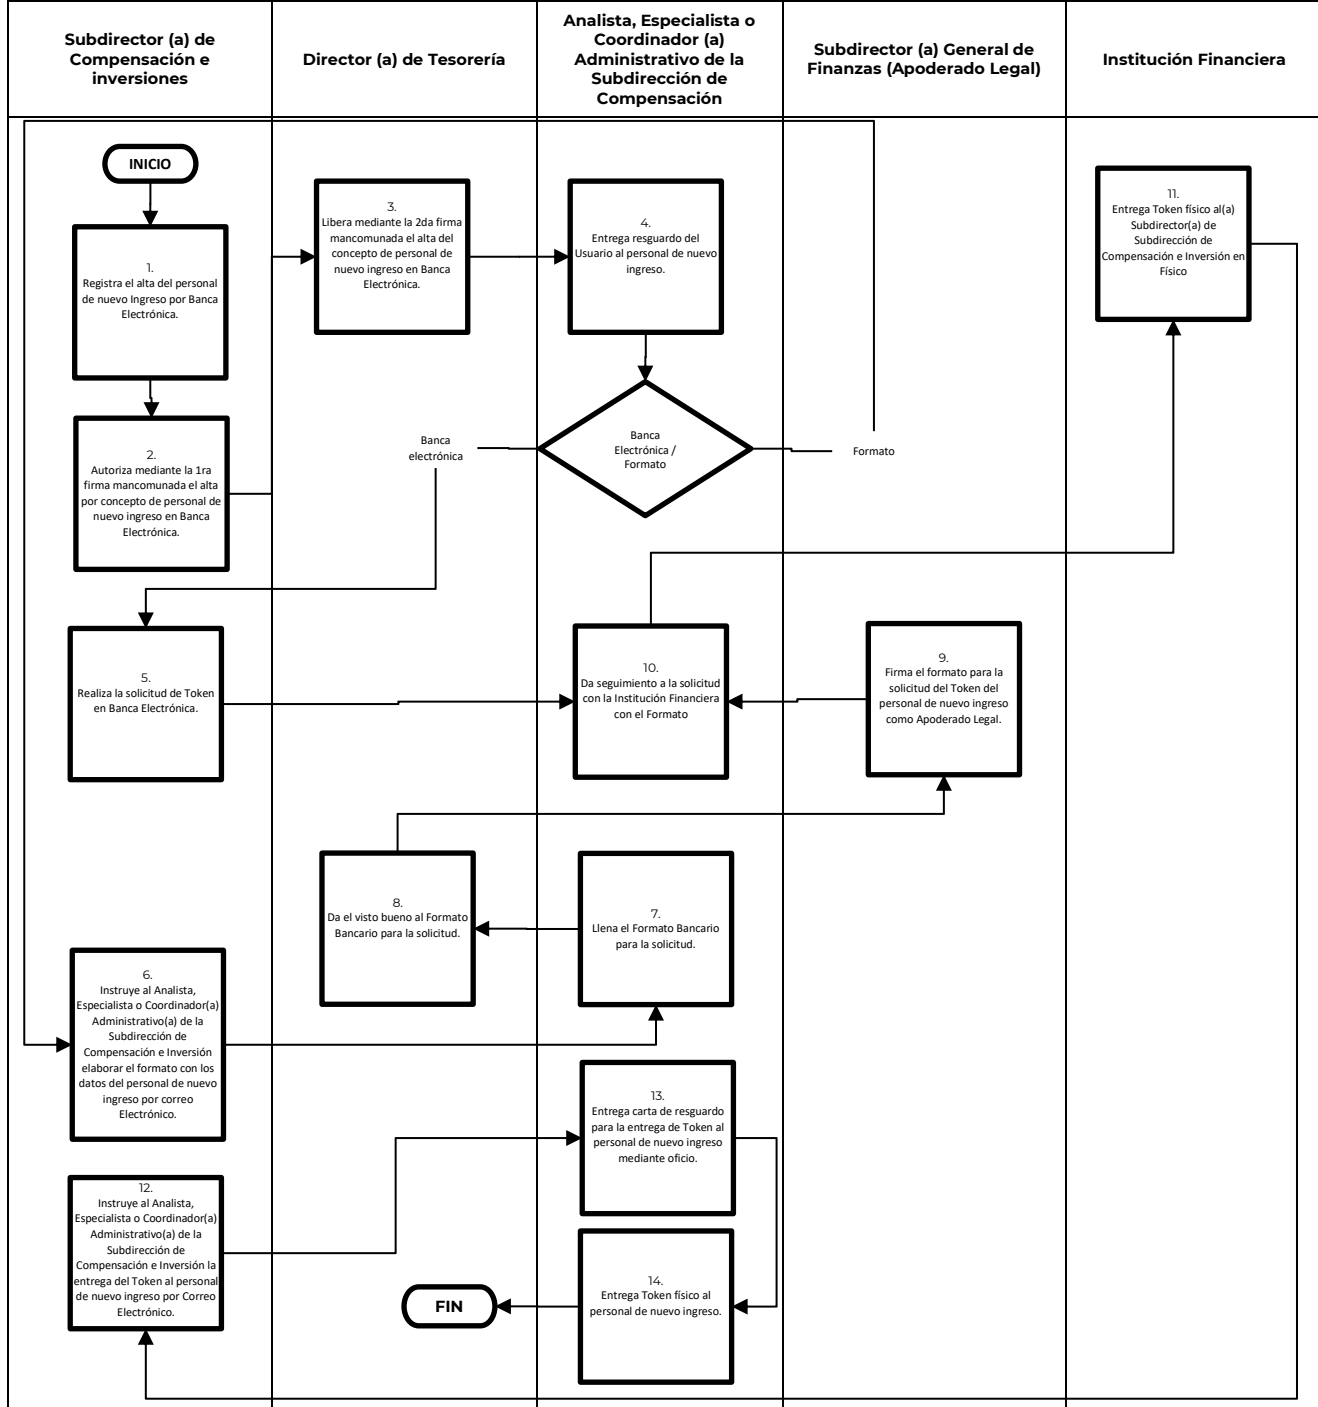 Subdirector (a) de
Compensación e
inversiones
Director (a) de Tesorería
Analista, Especialista o
Coordinador (a)
Administrativo de la
Subdirección de
Compensación
Subdirector (a) General de
Finanzas (Apoderado Legal)
Institución Financiera
INICIO
1.
Registra el alta del personal
de nuevo Ingreso por Banca
Electrónica.
2.
Autoriza mediante la 1ra
firma mancomunada el alta
por concepto de personal de
nuevo ingreso en Banca
Electrónica.
3.
Libera mediante la 2da firma
mancomunada el alta del
concepto de personal de
nuevo ingreso en Banca
Electrónica.
4.
Entrega resguardo del
Usuario al personal de nuevo
ingreso.
11.
Entrega Token físico al(a)
Subdirector(a) de
Subdirección de
Compensación e Inversión en
Físico
Banca
electrónica
Banca
Electrónica /
Formato
Formato
5.
Realiza la solicitud de Token
en Banca Electrónica.
10.
Da seguimiento a la solicitud
con la Institución Financiera
con el Formato
9.
Firma el formato para la
solicitud del Token del
personal de nuevo ingreso
como Apoderado Legal.
8.
Da el visto bueno al Formato
Bancario para la solicitud.
7.
Llena el Formato Bancario
para la solicitud.
6.
Instruye al Analista,
Especialista o Coordinador(a)
Administrativo(a) de la
Subdirección de
Compensación e Inversión
elaborar el formato con los
datos del personal de nuevo
ingreso por correo
Electrónico.
13.
Entrega carta de resguardo
para la entrega de Token al
personal de nuevo ingreso
mediante oficio.
12.
Instruye al Analista,
Especialista o Coordinador(a)
Administrativo(a) de la
Subdirección de
Compensación e Inversión la
entrega del Token al personal
de nuevo ingreso por Correo
Electrónico.
14.
Entrega Token físico al
personal de nuevo ingreso.
FIN